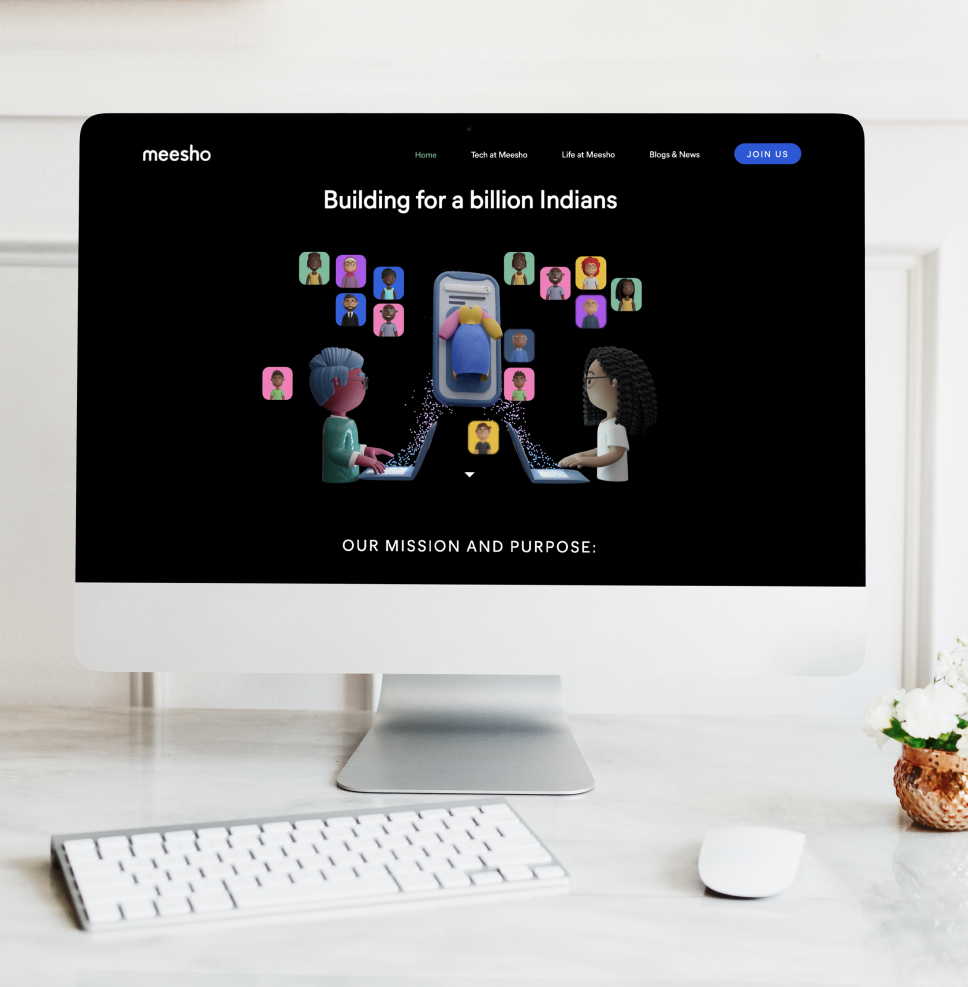 meesho
Home Tech at Meesho Life at Meesho Blogs & News JOIN US
Building for a billion Indians
OUR MISSION AND PURPOSE: